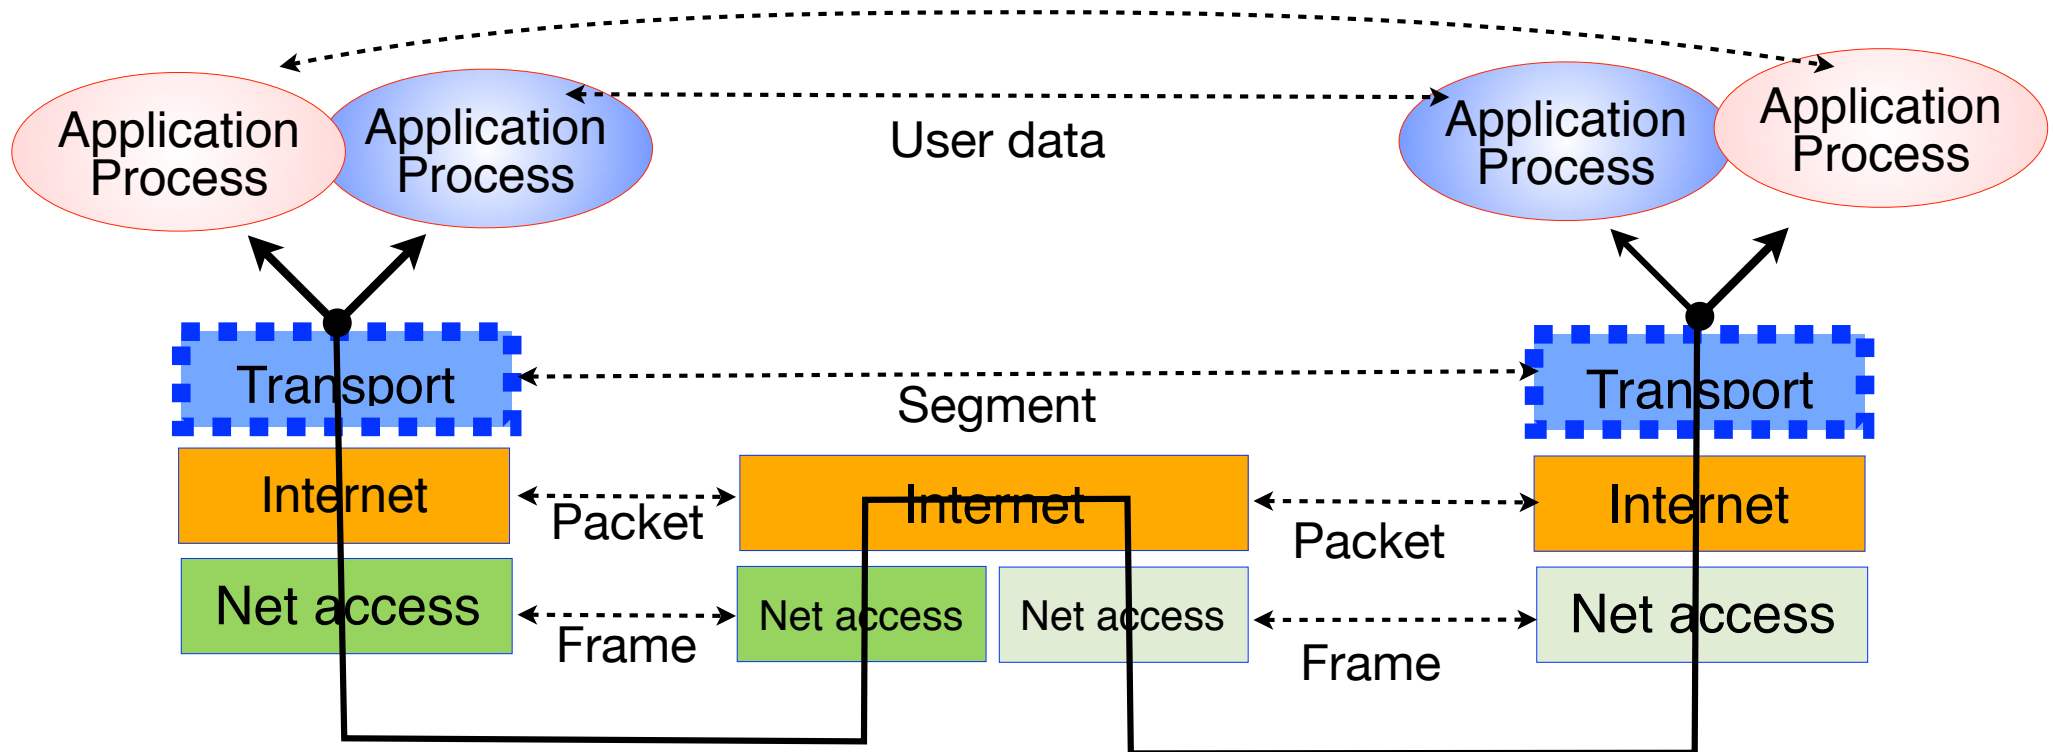 Application
Process
Application
Process
Application
Process
Application
Process
User data
Transport
Transport
Segment
Internet
Internet
Internet
Packet
Packet
Net access
Net access
Net access
Net access
Frame
Frame